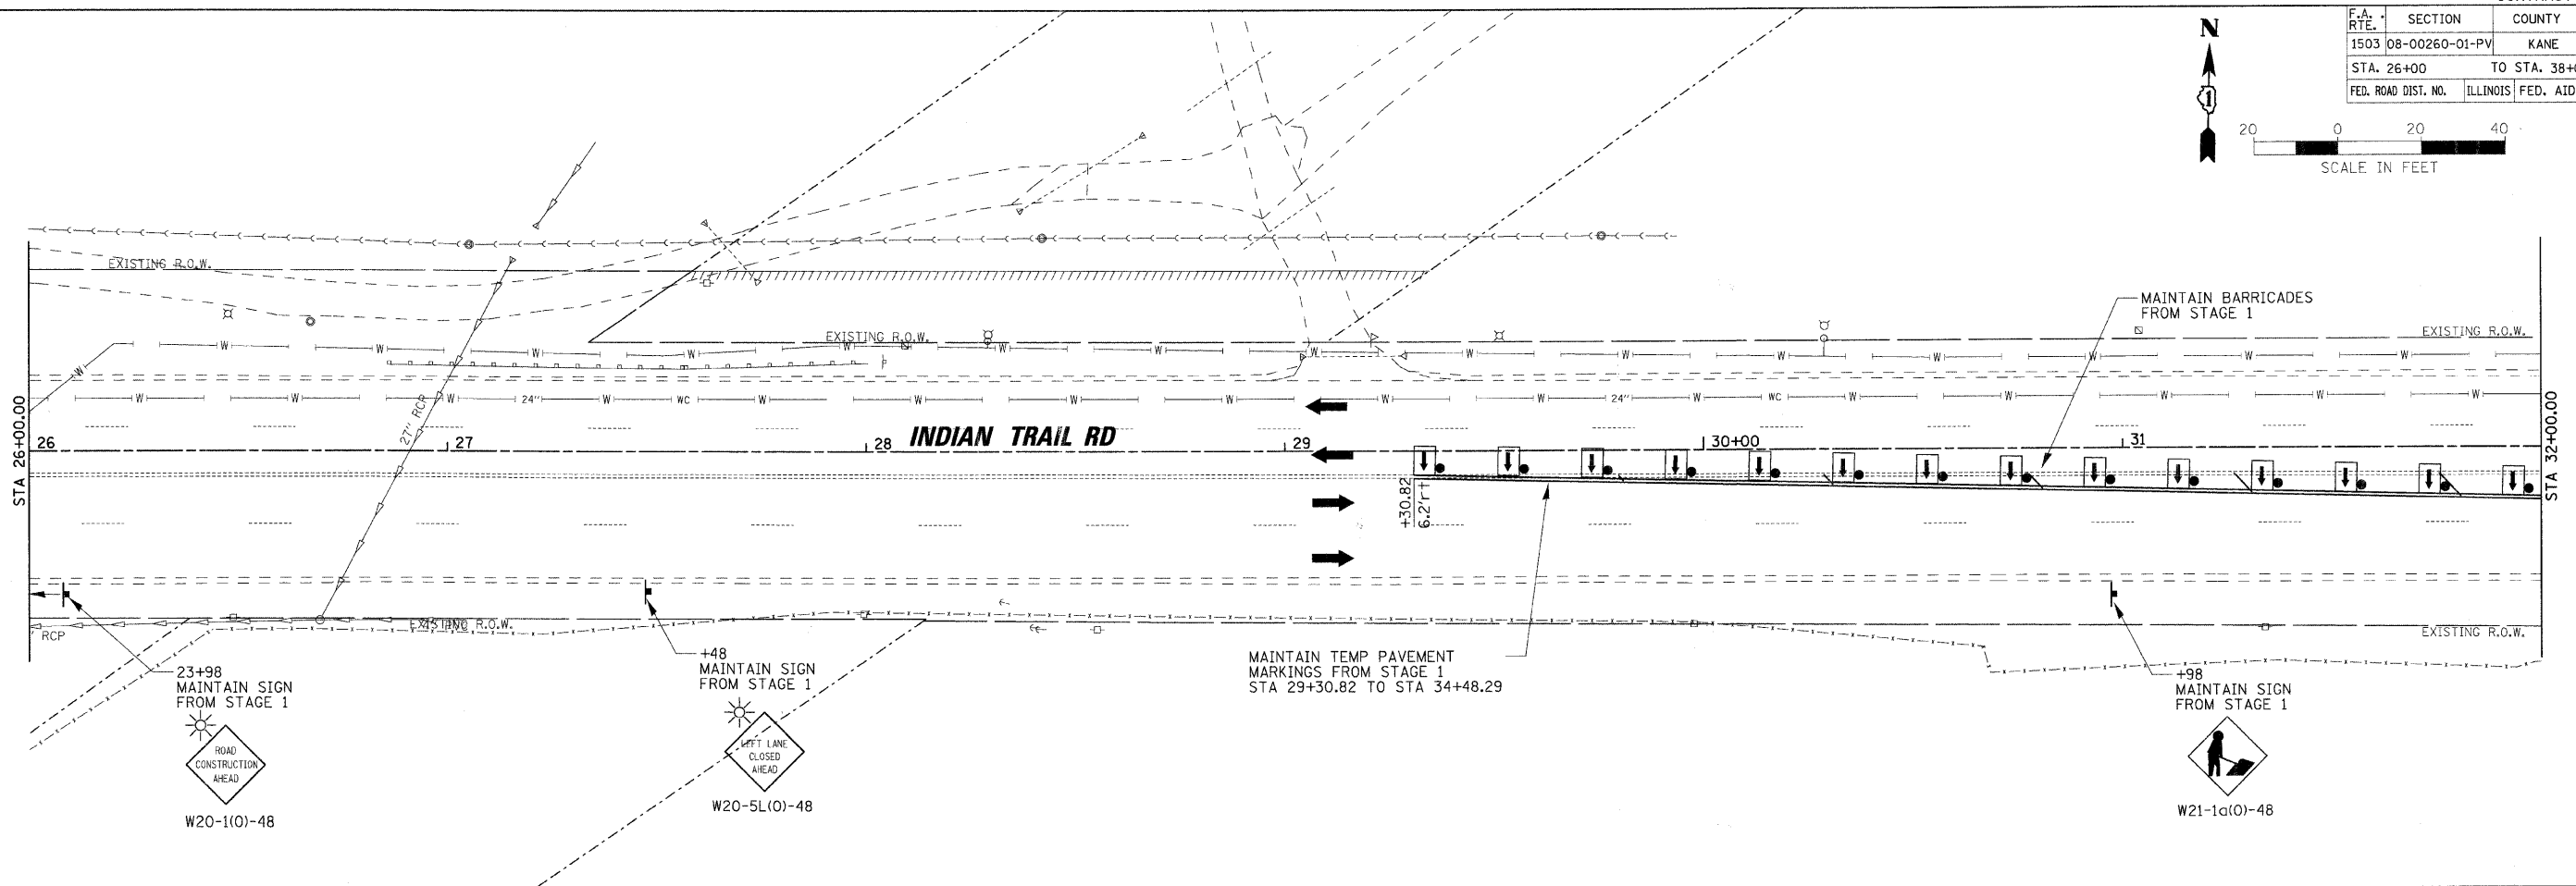 F.A. RTE. SECTION COUNTY
1503 08-00260-01-PV KANE
STA. 26+00 TO STA.
FED. ROAD DIST. NO. ILLINOIS FED. AID
N
1
20 0 20 40
SCALE IN FEET
EXISTING R.O.W.
MAINTAIN BARRICADES
FROM STAGE 1
EXISTING R.O.W.
EXISTING R.O.W.
W W W W W W W W W W W W W W W W
27" RCP
W W W 24" W WC W W W W W 24" W WC W W W W
STA 26+00.00
26 27 28 INDIAN TRAIL RD 29 30+00 31
STA 32+00.00
+30.82
6.2'rt
RCP
EXISTING R.O.W.
EXISTING R.O.W.
23+98
MAINTAIN SIGN
FROM STAGE 1
+48
MAINTAIN SIGN
FROM STAGE 1
MAINTAIN TEMP PAVEMENT
MARKINGS FROM STAGE 1
STA 29+30.82 TO STA 34+48.29
+98
MAINTAIN SIGN
FROM STAGE 1
ROAD
CONSTRUCTION
AHEAD
W20-1(O)-48
LEFT LANE
CLOSED
AHEAD
W20-5L(O)-48
W21-1a(O)-48